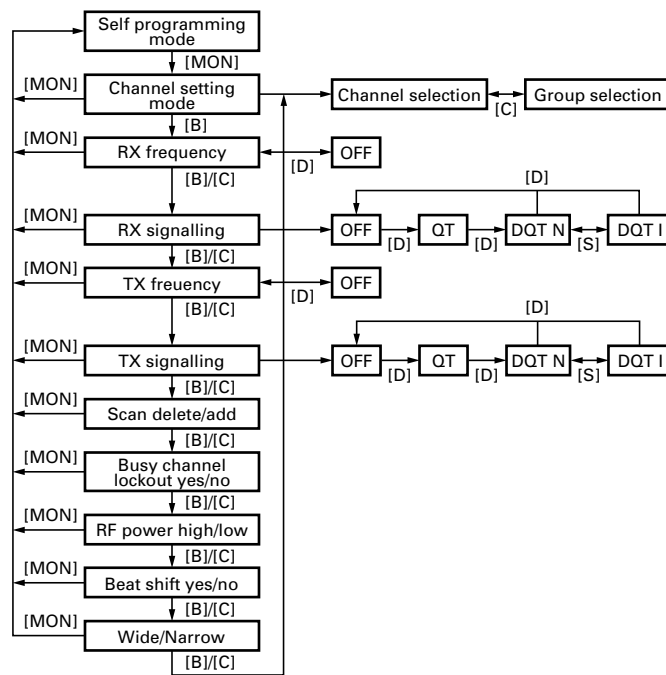 Self programming
mode
[MON]
[MON]
Channel setting
mode
Channel selection
[C]
Group selection
[B]
[MON]
RX frequency
[D]
OFF
[B]/[C]
[D]
[MON]
RX signalling
OFF
[D]
QT
[D]
DQT N
[S]
DQT I
[B]/[C]
[MON]
TX freuency
[D]
OFF
[B]/[C]
[D]
[MON]
TX signalling
OFF
[D]
QT
[D]
DQT N
[S]
DQT I
[B]/[C]
[MON]
Scan delete/add
[B]/[C]
[MON]
Busy channel
lockout yes/no
[B]/[C]
[MON]
RF power high/low
[B]/[C]
[MON]
Beat shift yes/no
[B]/[C]
[MON]
Wide/Narrow
[B]/[C]